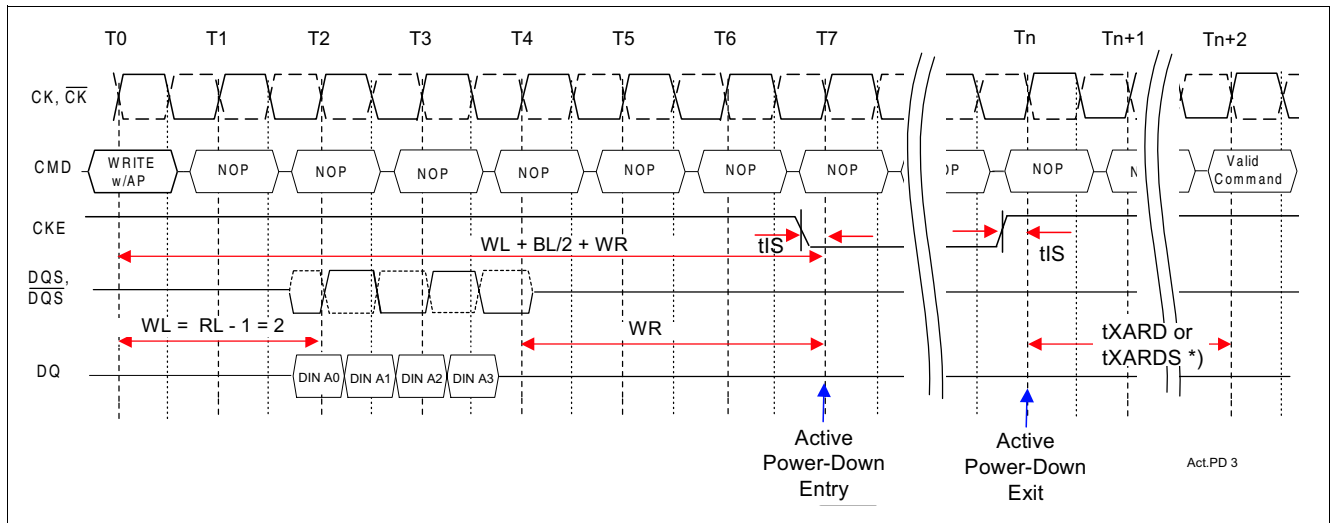 T0 T1 T2 T3 T4 T5 T6 T7 Tn Tn+1 Tn+2
CK, CK
CMD WRITE w/AP NOP NOP NOP NOP NOP NOP NOP OP NOP N Valid Command
CKE
WL + BL/2 + WR
tIS
tIS
DQS,
DQS
WL = RL - 1 = 2
WR
tXARD or
tXARDS *)
DQ
DIN A0 DIN A1 DIN A2 DIN A3
Active
Power-Down
Entry
Active
Power-Down
Exit
Act.PD 3